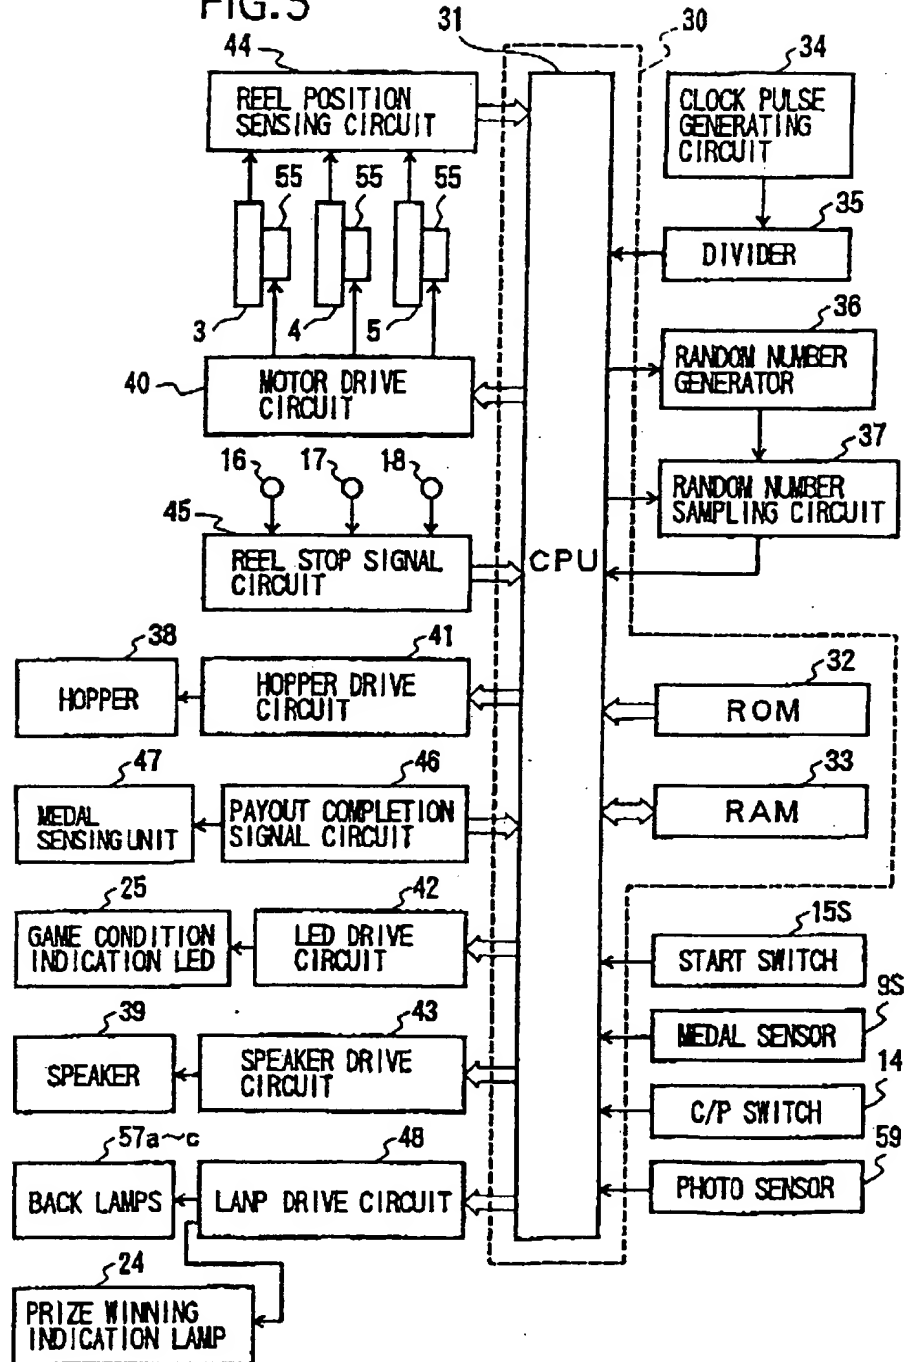 FIG.5
31
30
34
44
REEL POSITION
SENSING CIRCUIT
CLOCK PULSE
GENERATING
CIRCUIT
55
55
55
35
DIVIDER
3
4
5
36
40
MOTOR DRIVE
CIRCUIT
RANDOM NUMBER
GENERATOR
37
16
17
18
45
RANDOM NUMBER
SAMPLING CIRCUIT
REEL STOP SIGNAL
CIRCUIT
CPU
38
41
32
HOPPER
HOPPER DRIVE
CIRCUIT
ROM
47
46
33
MEDAL
SENSING UNIT
PAYOUT COMPLETION
SIGNAL CIRCUIT
RAM
25
42
15S
GAME CONDITION
INDICATION LED
LED DRIVE
CIRCUIT
START SWITCH
9S
39
43
MEDAL SENSOR
SPEAKER
SPEAKER DRIVE
CIRCUIT
14
C/P SWITCH
57a~c
48
59
BACK LAMPS
LANP DRIVE CIRCUIT
PHOTO SENSOR
24
PRIZE WINNING
INDICATION LAMP